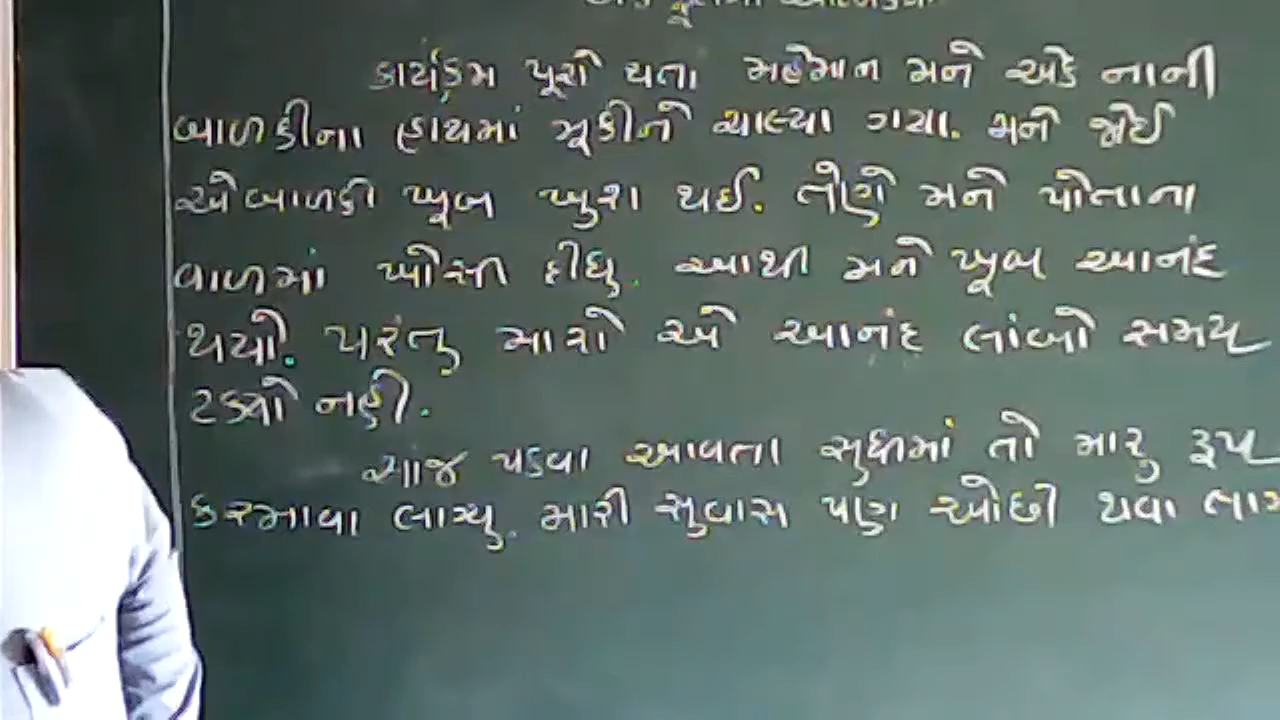 કાર્યક્રમ પૂરો થતા મહેમાન મને એક નાની
બાળકીના હાથમાં મૂકીને ચાલ્યા ગયા. મને જોઈ
એ બાળકી ખૂબ ખુશ થઈ. તેણે મને પોતાના
વાળમાં ખોસી દીધુ. આથી મને ખૂબ આનંદ
થયો. પરંતુ મારો એ આનંદ લાંબો સમય
ટક્યો નહી.
સાંજ પડવા આવતા સુધીમાં તો મારુ રૂપ
કરમાવા લાગ્યુ. મારી સુવાસ પણ ઓછી થવા